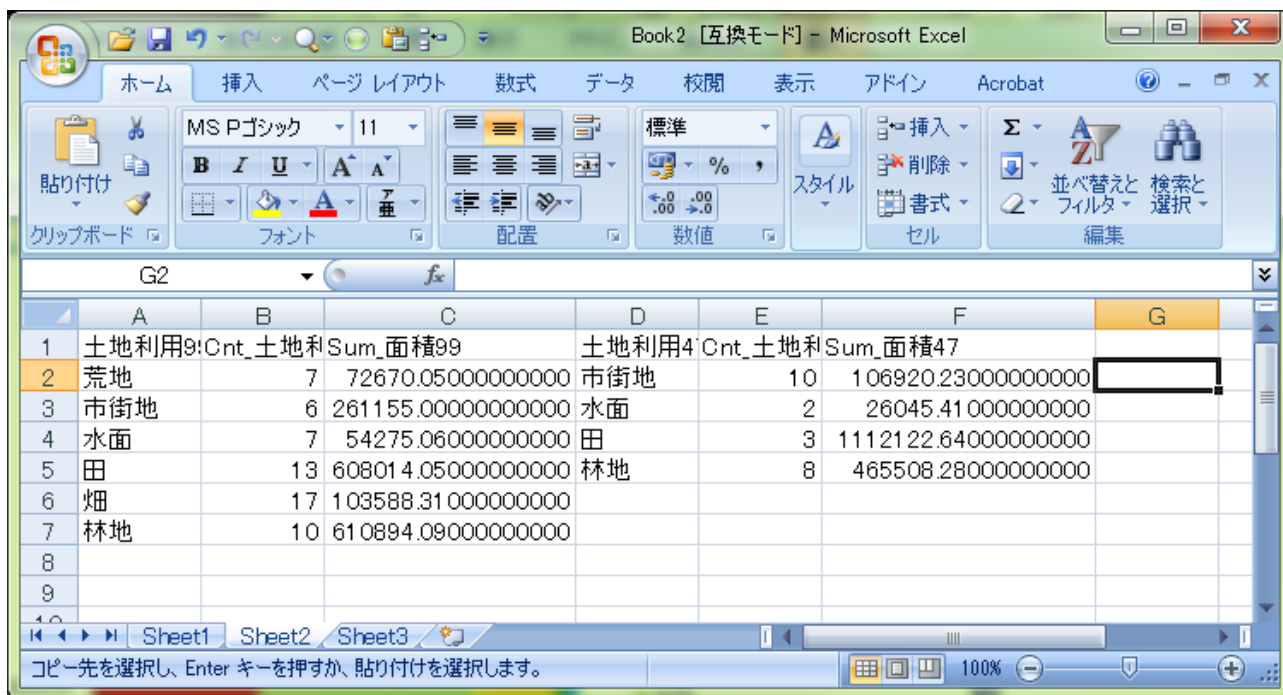 Book2 [互換モード] - Microsoft Excel
ホーム 挿入 ページ レイアウト 数式 データ 校閲 表示 アドイン Acrobat
貼り付け
クリップボード
MS Pゴシック 11
B I U A A
A ア亜
フォント
配置
標準
% ,
.0 .00 .00 .0
数値
A
スタイル
挿入
削除
書式
セル
Σ
AZ
並べ替えと フィルタ
検索と 選択
編集
G2 fx
A B C D E F G
1 土地利用9 Cnt_土地利 Sum_面積99 土地利用4 Cnt_土地利 Sum_面積47
2 荒地 7 72670.05000000000 市街地 10 106920.23000000000
3 市街地 6 261155.00000000000 水面 2 26045.41000000000
4 水面 7 54275.06000000000 田 3 1112122.64000000000
5 田 13 608014.05000000000 林地 8 465508.28000000000
6 畑 17 103588.31000000000
7 林地 10 610894.09000000000
8
9
Sheet1 Sheet2 Sheet3
コピー先を選択し、Enter キーを押すか、貼り付けを選択します。 100%